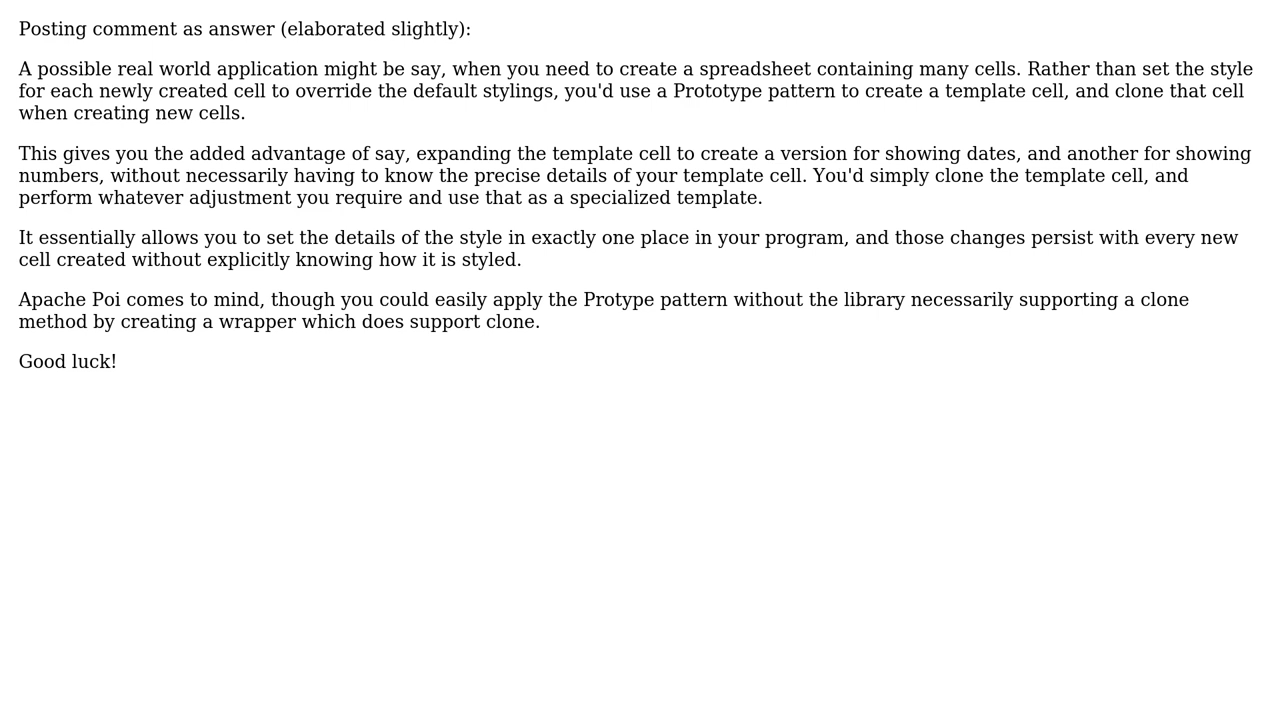 Posting comment as answer (elaborated slightly):
A possible real world application might be say, when you need to create a spreadsheet containing many cells. Rather than set the style
for each newly created cell to override the default stylings, you'd use a Prototype pattern to create a template cell, and clone that cell
when creating new cells.
This gives you the added advantage of say, expanding the template cell to create a version for showing dates, and another for showing
numbers, without necessarily having to know the precise details of your template cell. You'd simply clone the template cell, and
perform whatever adjustment you require and use that as a specialized template.
It essentially allows you to set the details of the style in exactly one place in your program, and those changes persist with every new
cell created without explicitly knowing how it is styled.
Apache Poi comes to mind, though you could easily apply the Protype pattern without the library necessarily supporting a clone
method by creating a wrapper which does support clone.
Good luck!